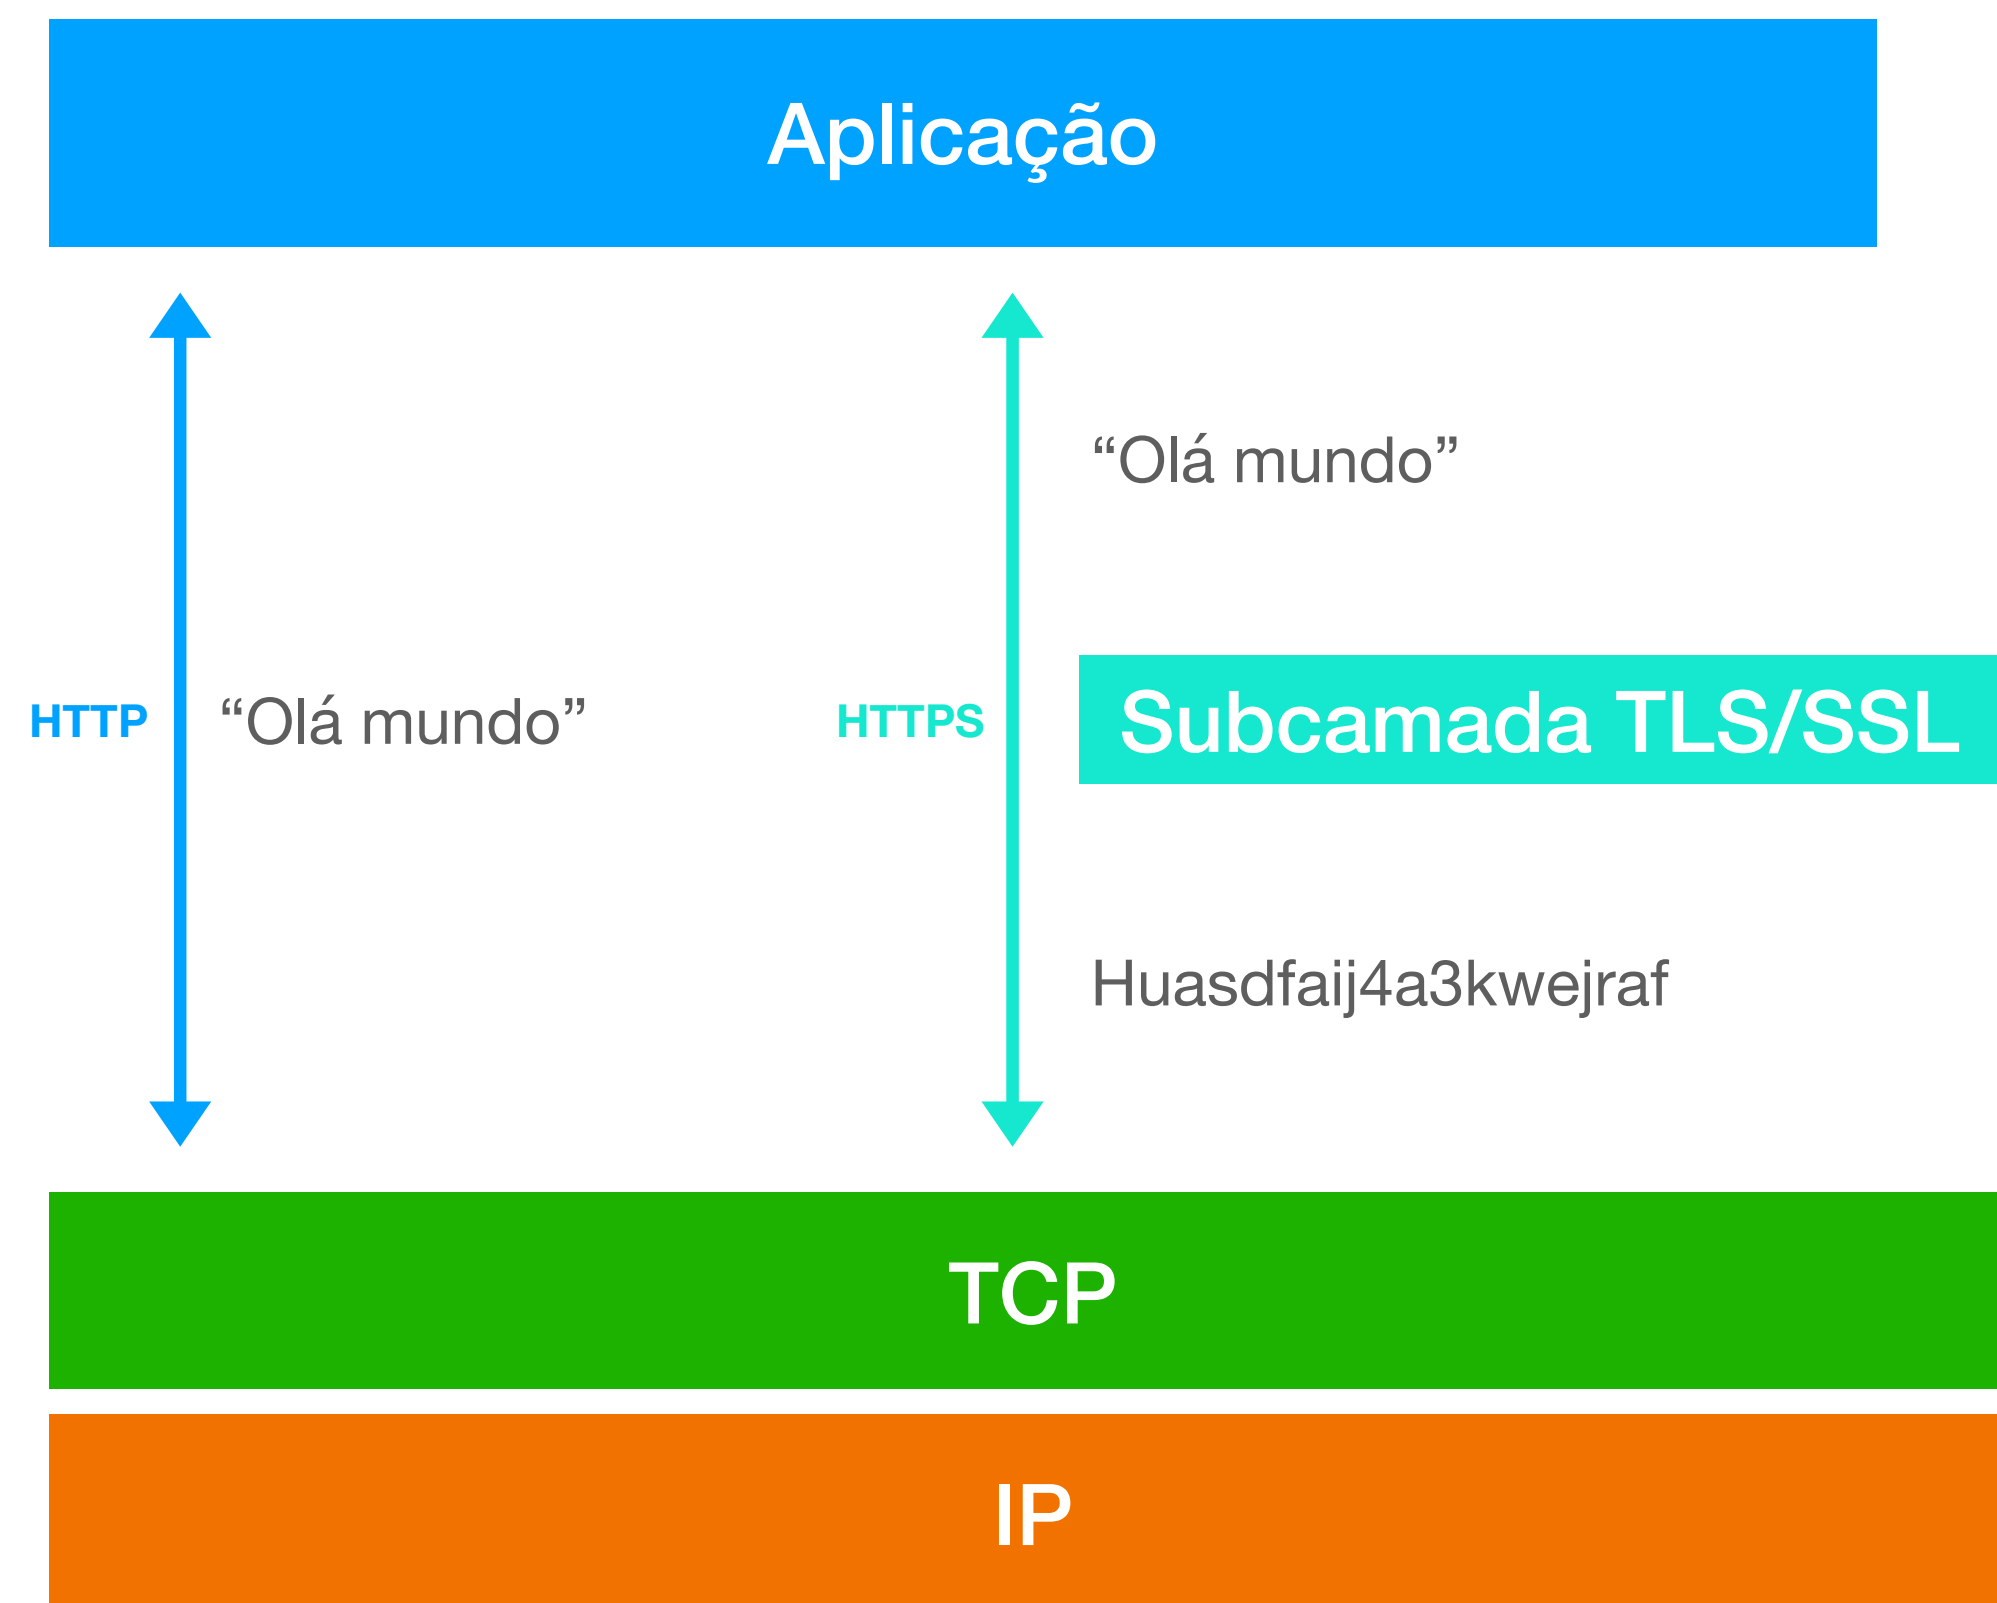 Aplicação
“Olá mundo”
HTTP
“Olá mundo”
HTTPS
Subcamada TLS/SSL
Huasdfaij4a3kwejraf
TCP
IP